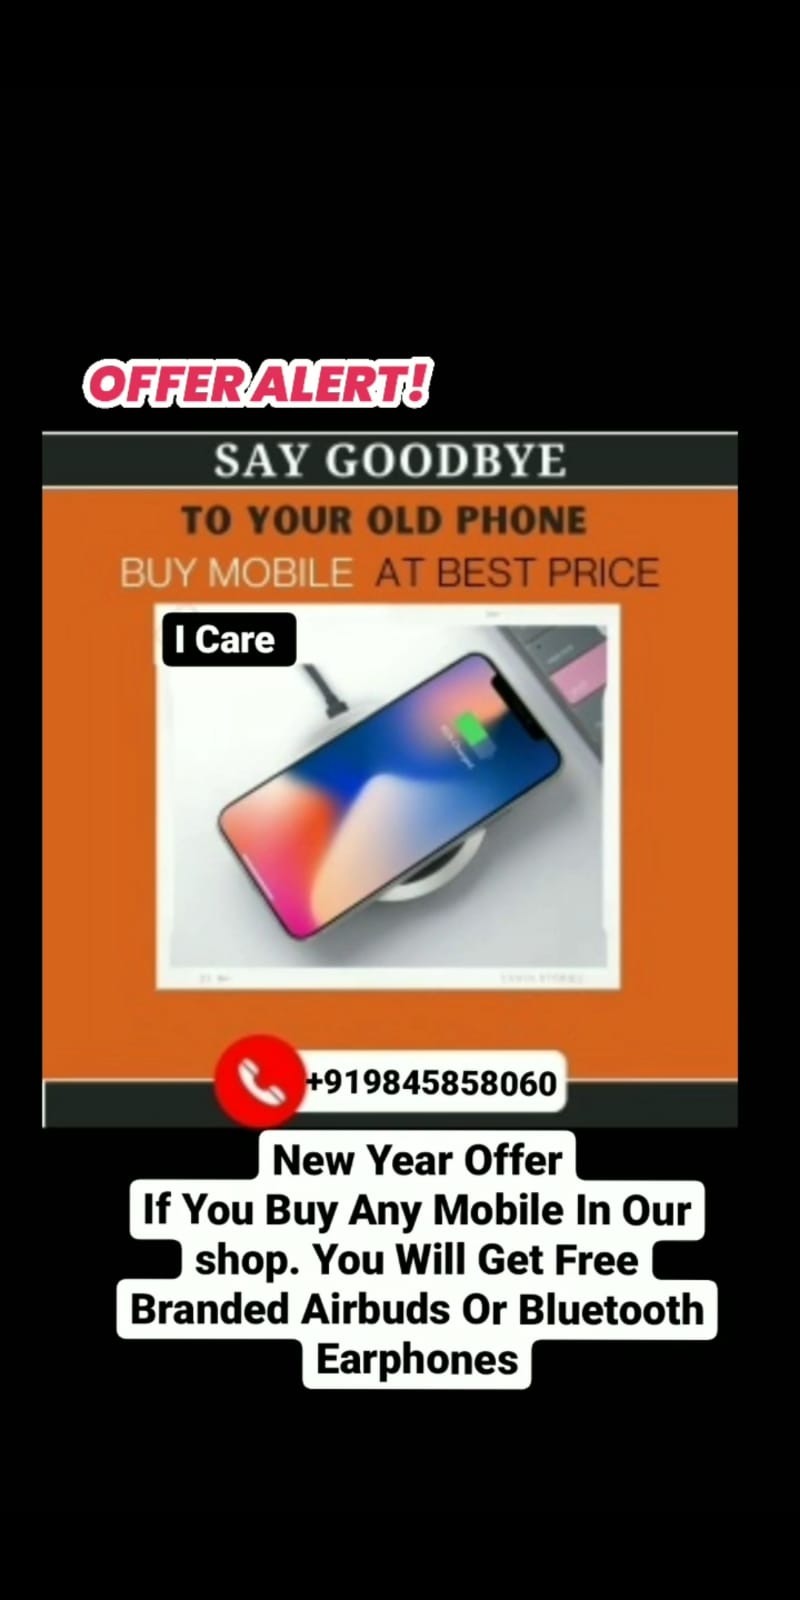 OFFER ALERT!
SAY GOODBYE
TO YOUR OLD PHONE
BUY MOBILE AT BEST PRICE
I Care
+919845858060
New Year Offer
If You Buy Any Mobile In Our
shop. You Will Get Free
Branded Airbuds Or Bluetooth
Earphones